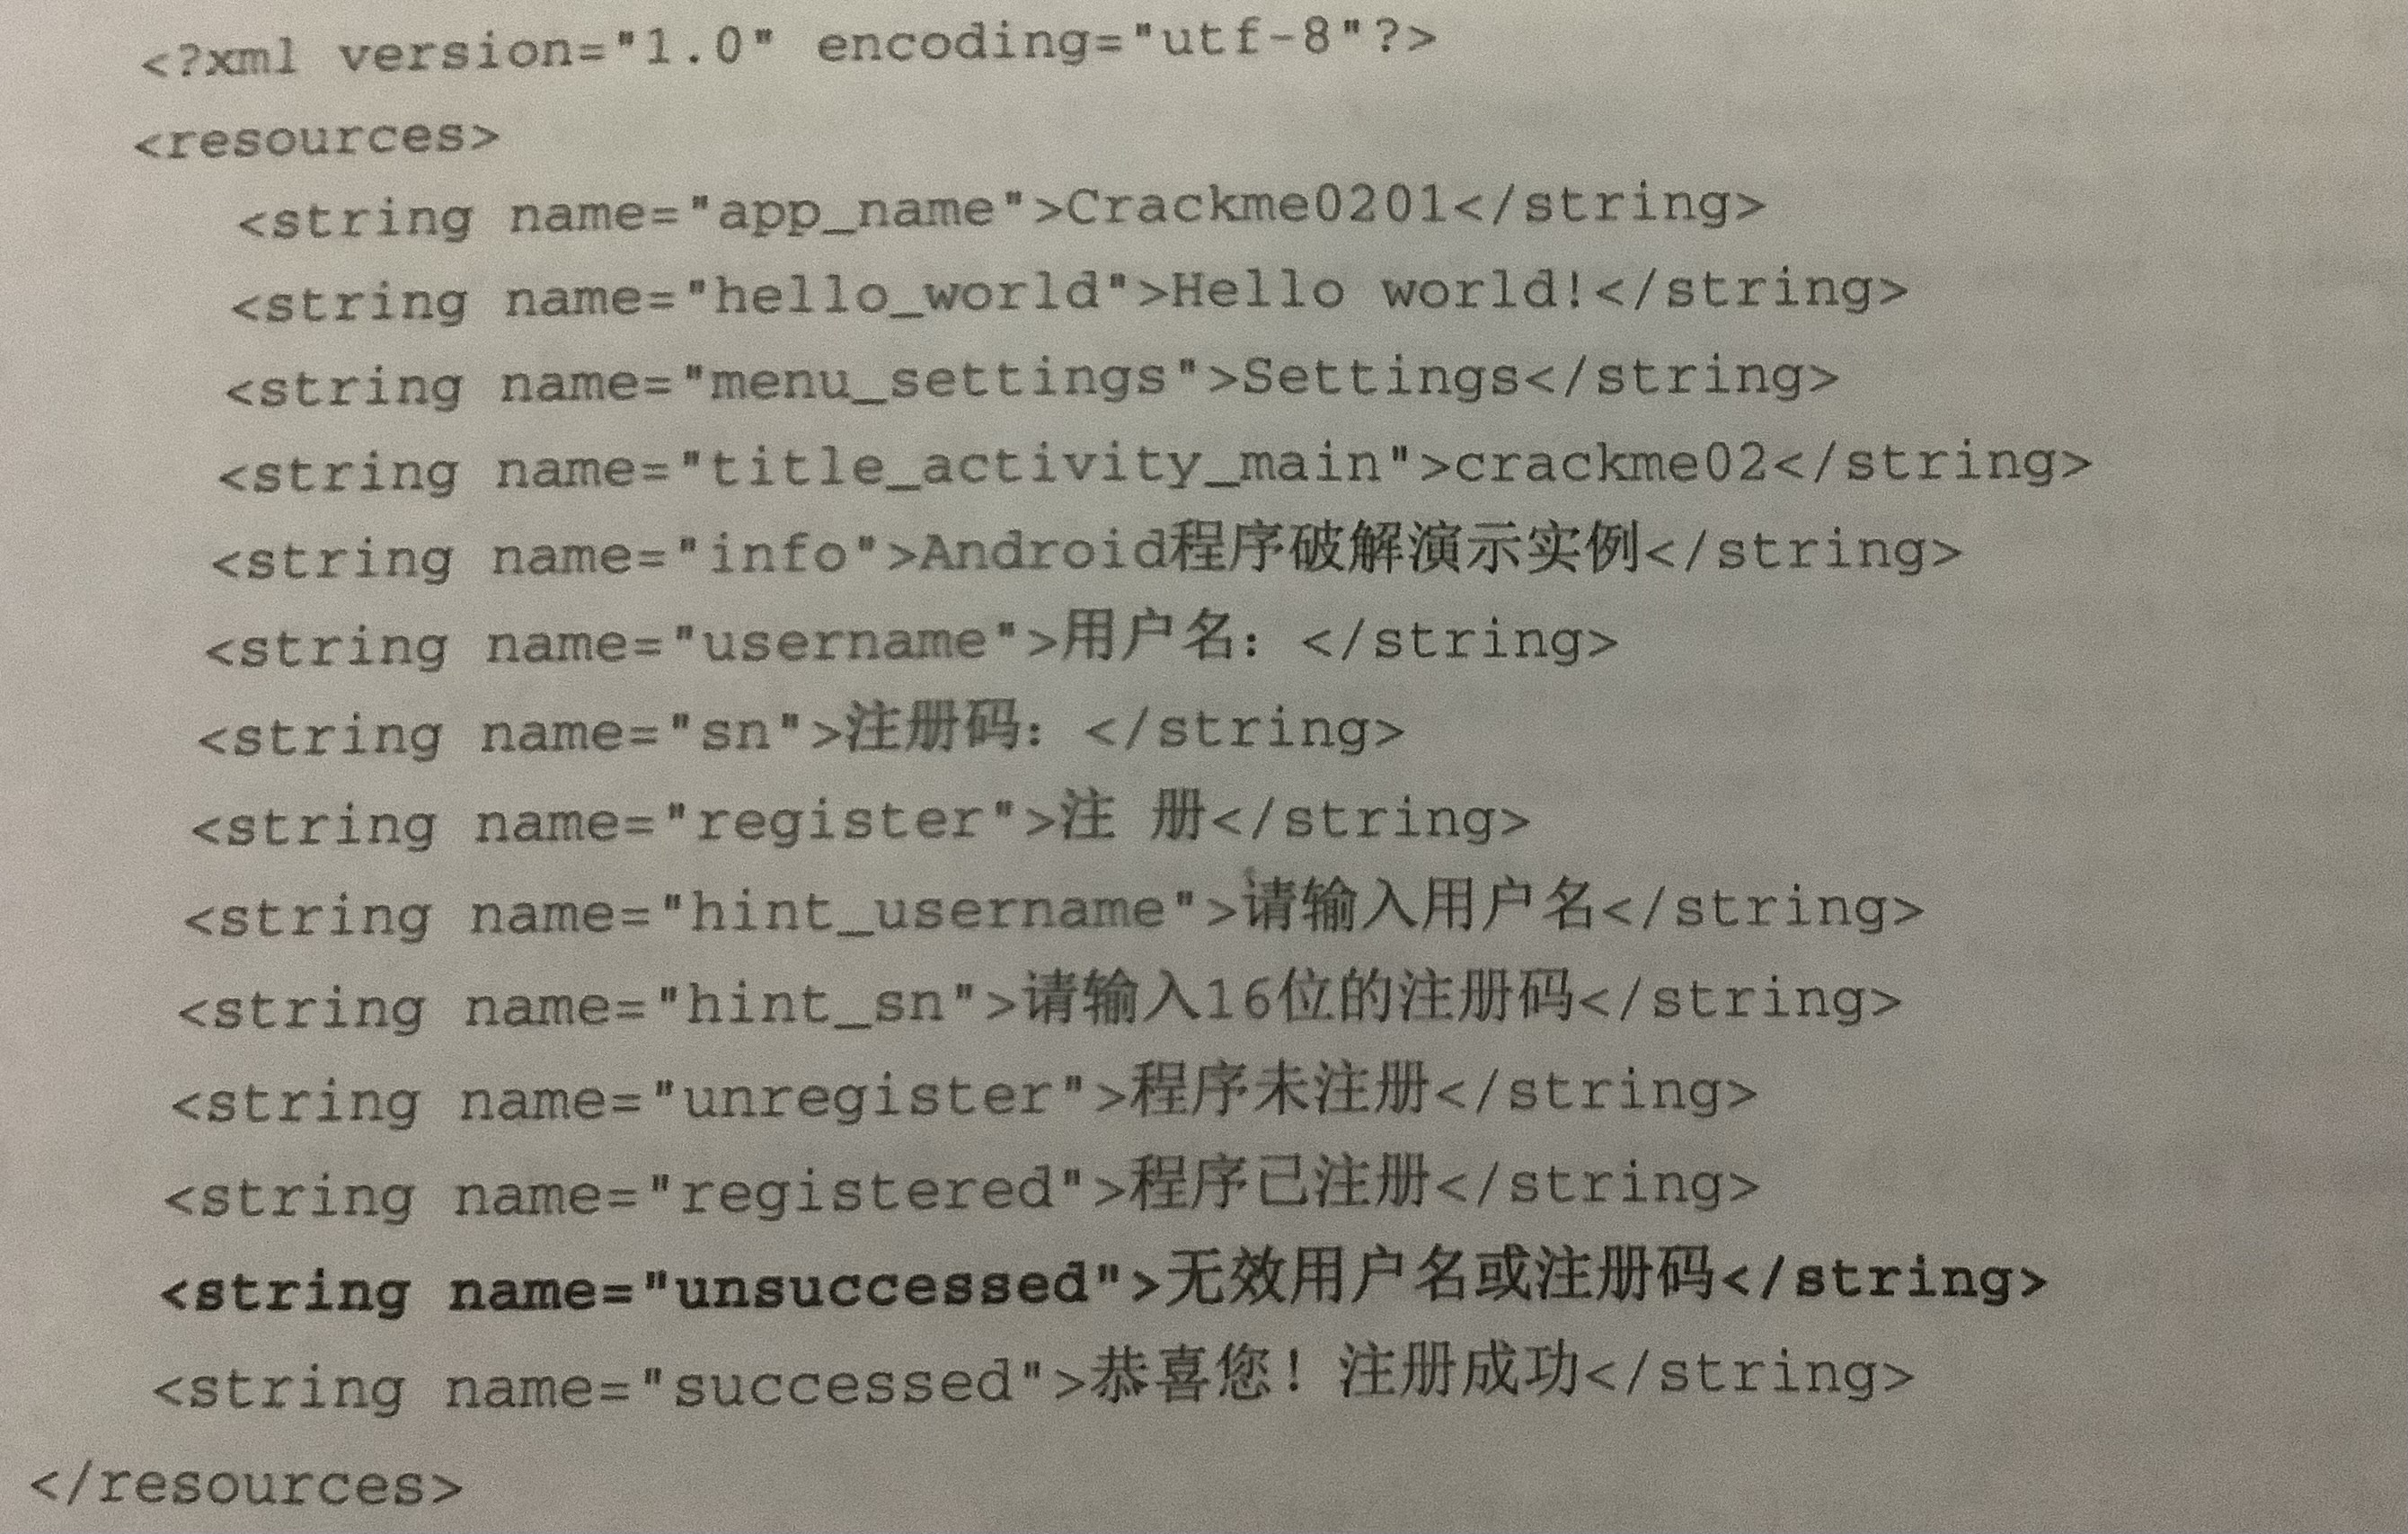 <?xml version="1.0" encoding="utf-8"?>
<resources>
<string name="app_name">Crackme0201</string>
<string name="hello_world">Hello world!</string>
<string name="menu_settings">Settings</string>
<string name="title_activity_main">crackme02</string>
<string name="info">Android程序破解演示实例</string>
<string name="username">用户名：</string>
<string name="sn">注册码：</string>
<string name="register">注 册</string>
<string name="hint_username">请输入用户名</string>
<string name="hint_sn">请输入16位的注册码</string>
<string name="unregister">程序未注册</string>
<string name="registered">程序已注册</string>
<string name="unsuccessed">无效用户名或注册码</string>
<string name="successed">恭喜您！注册成功</string>
</resources>